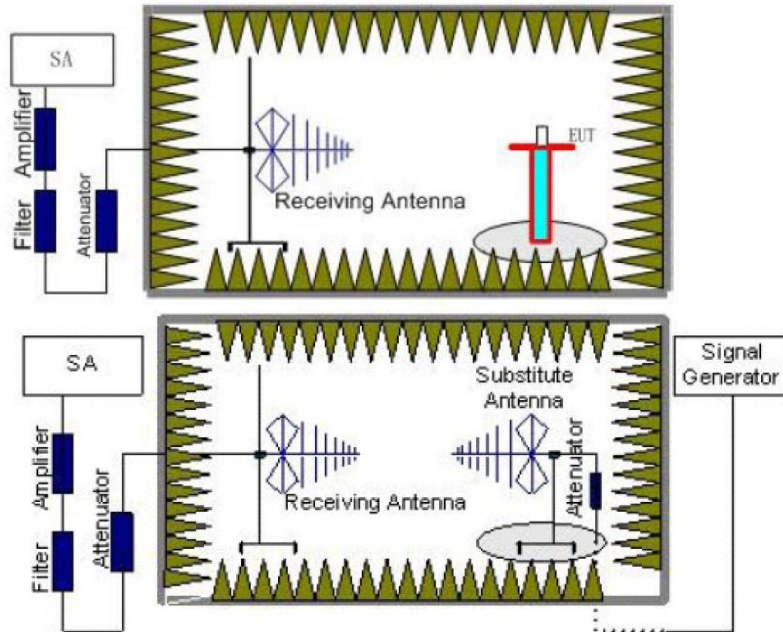 SA
Amplifier
Filter
Attenuator
Receiving Antenna
EUT
SA
Amplifier
Filter
Attenuator
Receiving Antenna
Substitute
Antenna
Attenuator
Signal
Generator